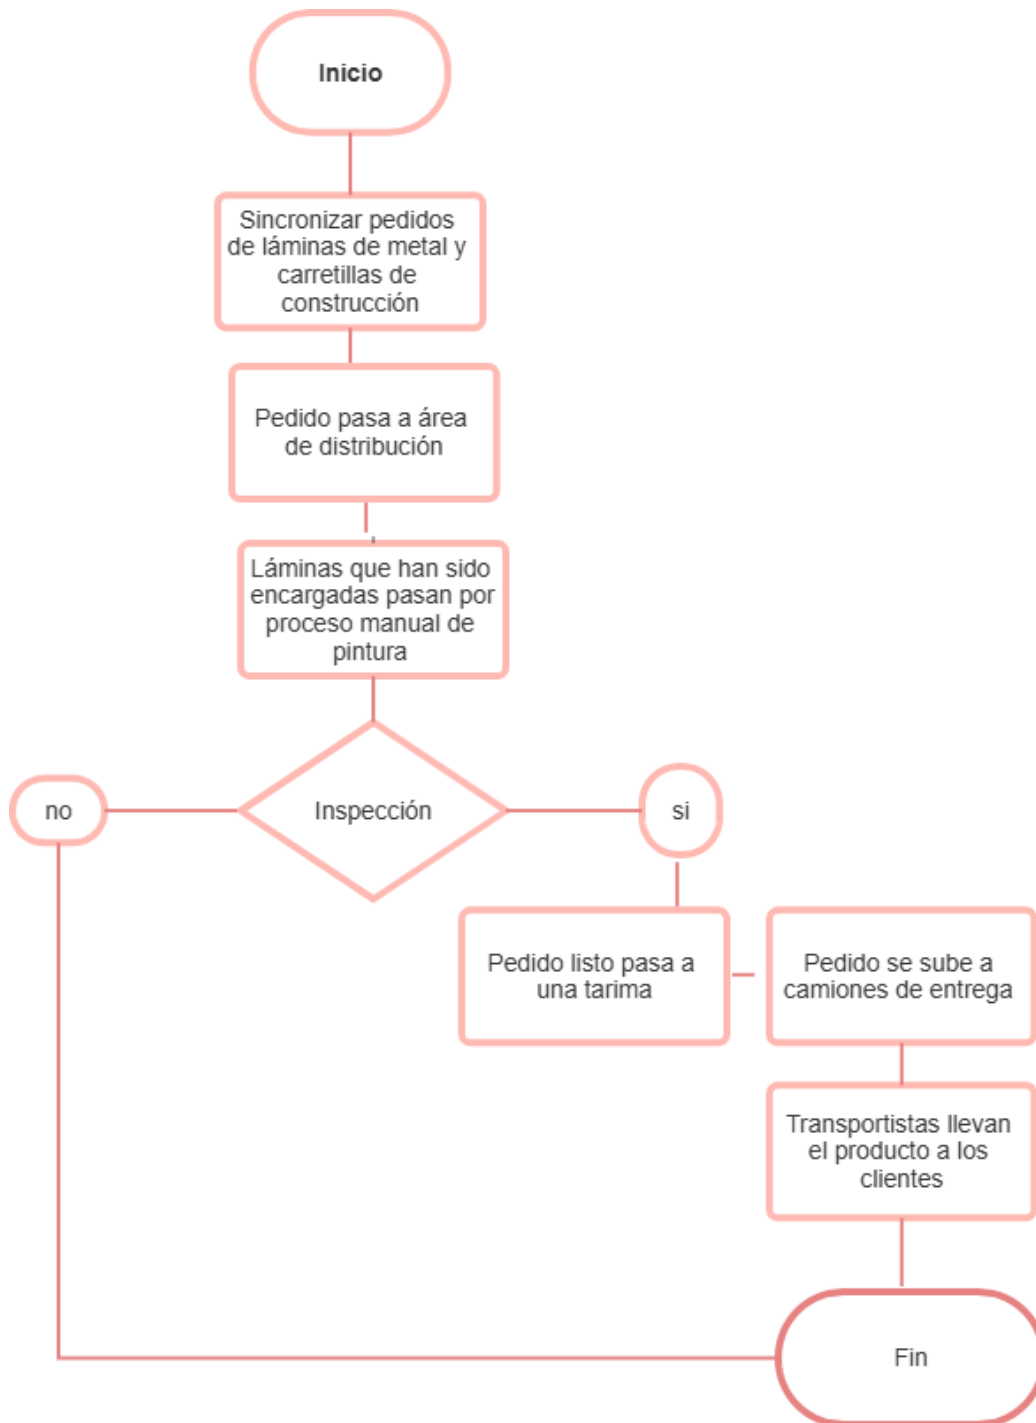 Inicio
Sincronizar pedidos
de láminas de metal y
carretillas de
construcción
Pedido pasa a área
de distribución
Láminas que han sido
encargadas pasan por
proceso manual de
pintura
no
Inspección
si
Pedido listo pasa a
una tarima
Pedido se sube a
camiones de entrega
Transportistas llevan
el producto a los
clientes
Fin